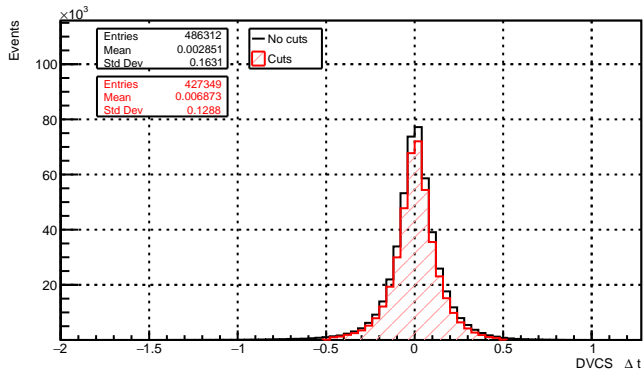 ×10³
Events
Entries 486312
Mean 0.002851
Std Dev 0.1631
Entries 427349
Mean 0.006873
Std Dev 0.1288
No cuts
Cuts
100
80
60
40
20
−2 −1.5 −1 −0.5 0 0.5 1
DVCS Δ t